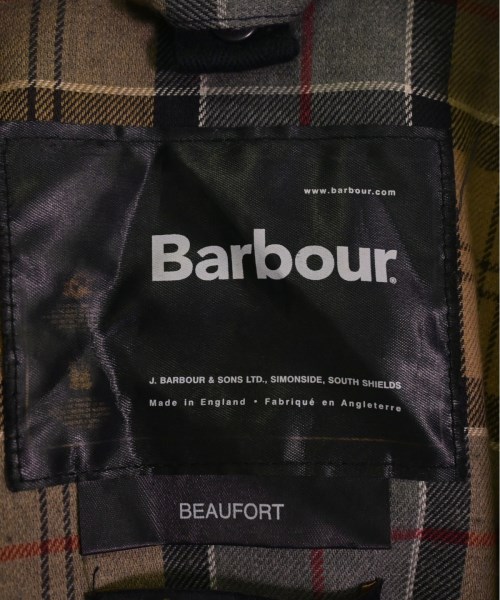 www.barbour.com
Barbour.
J. BARBOUR & SONS LTD., SIMONSIDE, SOUTH SHIELDS
Made in England • Fabriqué en Angleterre
BEAUFORT